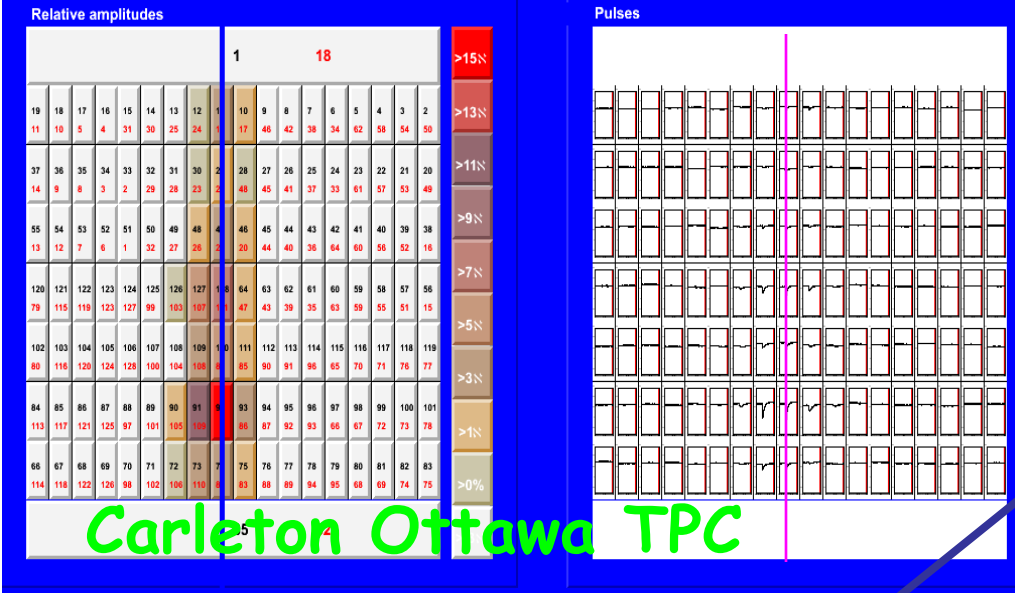 Relative amplitudes
Pulses
1 18
>15ℵ
19 18 17 16 15 14 13 12 10 9 8 7 6 5 4 3 2
11 10 5 4 31 30 25 24 17 46 42 38 34 62 58 54 50
>13ℵ
37 36 35 34 33 32 31 30 28 27 26 25 24 23 22 21 20
14 9 8 3 2 29 28 23 48 45 41 37 33 61 57 53 49
>11ℵ
55 54 53 52 51 50 49 48 46 45 44 43 42 41 40 39 38
13 12 7 6 1 32 27 26 20 44 40 36 64 60 56 52 16
>9ℵ
120 121 122 123 124 125 126 127 64 63 62 61 60 59 58 57 56
79 115 119 123 127 99 103 107 47 43 39 35 63 59 55 51 15
>7ℵ
102 103 104 105 106 107 108 109 111 112 113 114 115 116 117 118 119
80 116 120 124 128 100 104 108 85 90 91 96 65 70 71 76 77
>5ℵ
>3ℵ
84 85 86 87 88 89 90 91 93 94 95 96 97 98 99 100 101
113 117 121 125 97 101 105 109 86 87 92 93 66 67 72 73 78
>1ℵ
66 67 68 69 70 71 72 73 75 76 77 78 79 80 81 82 83
114 118 122 126 98 102 106 110 83 88 89 94 95 68 69 74 75
>0%
Carleton Ottawa TPC